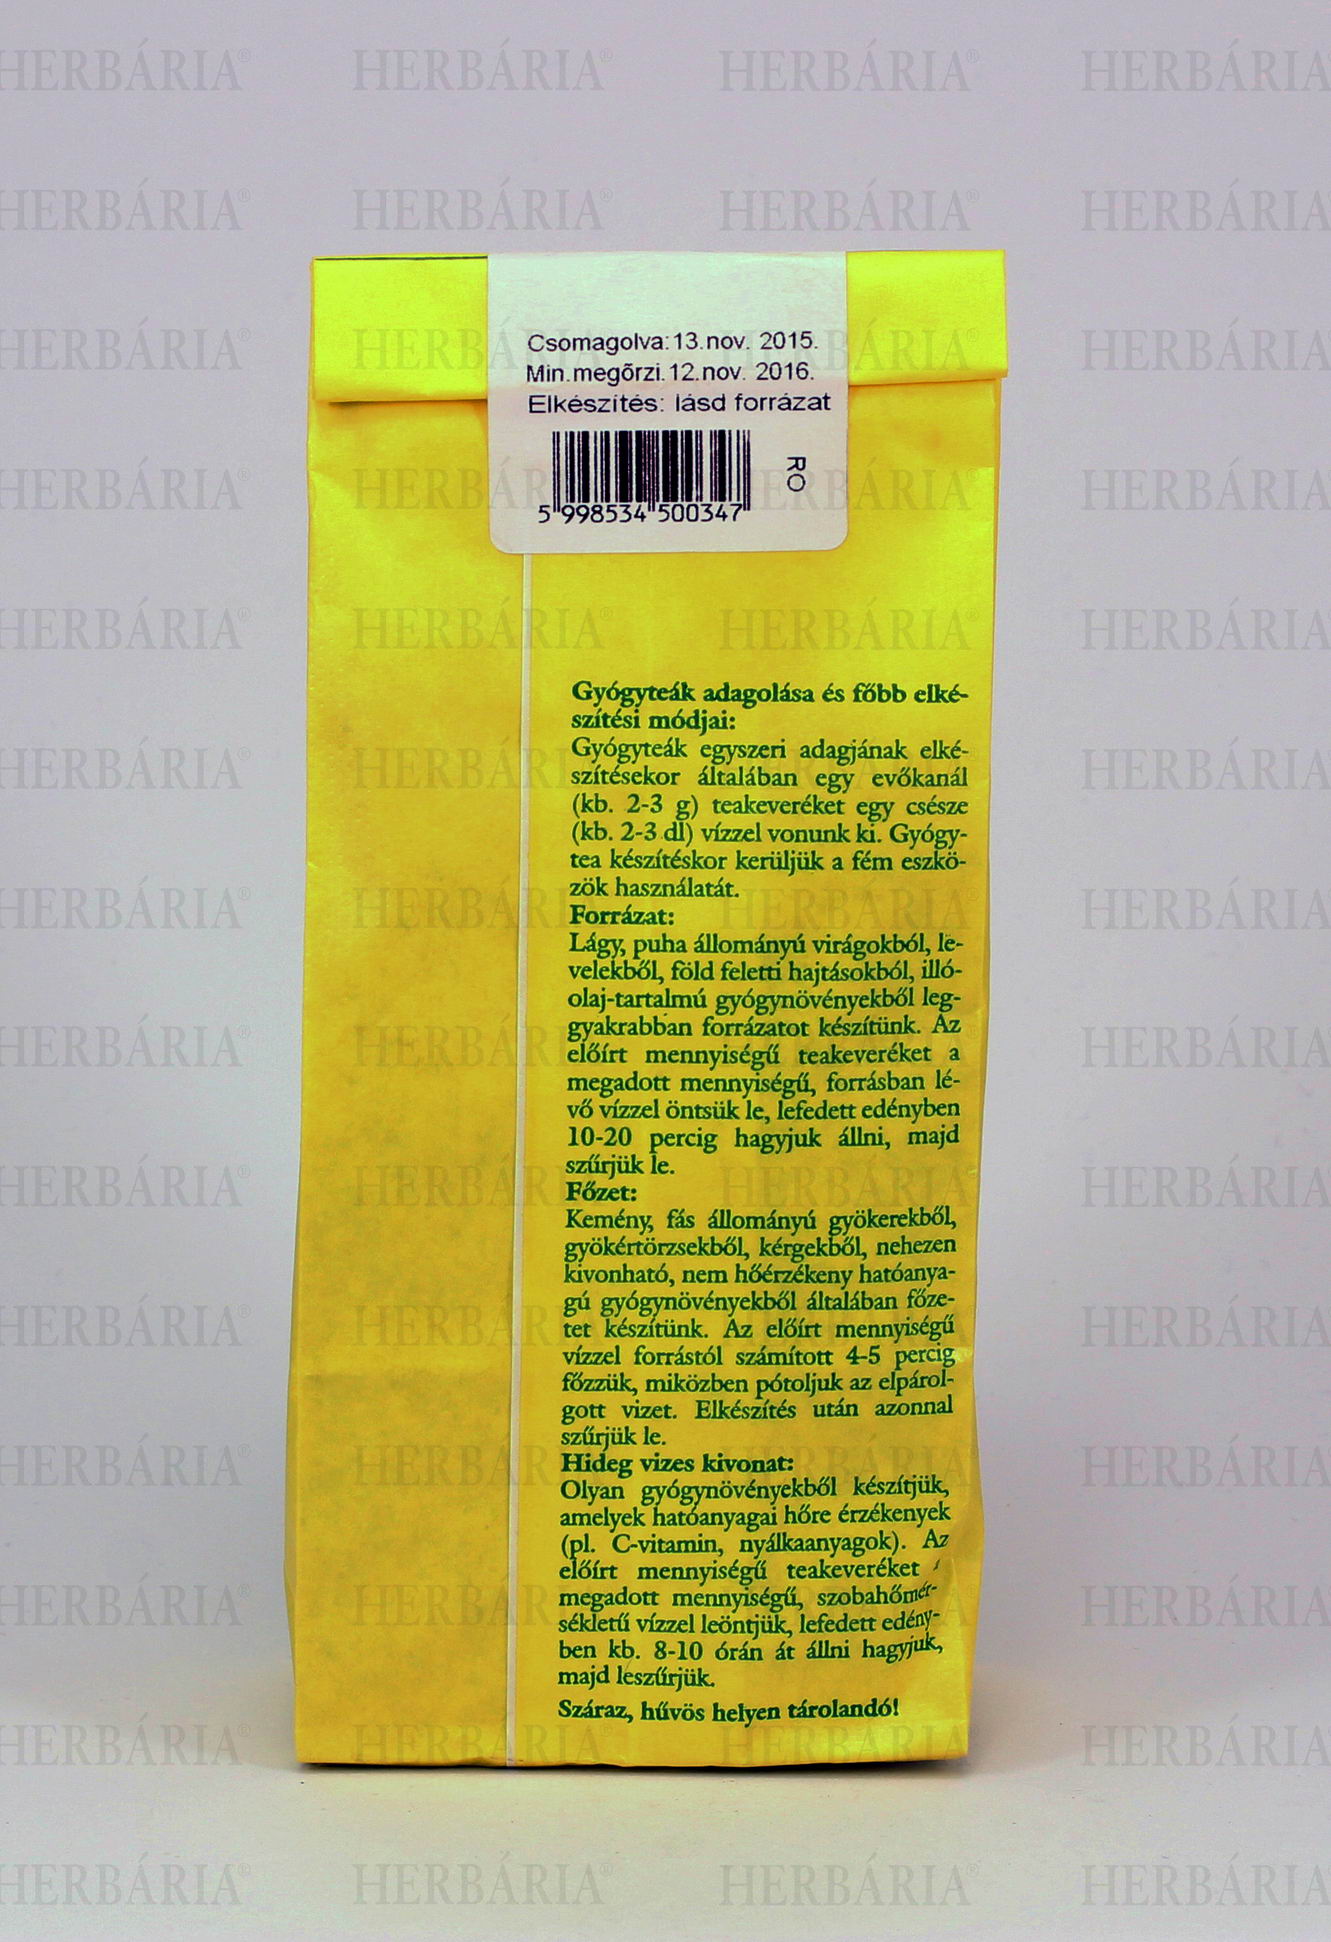 Csomagolva:13.nov. 2015.
Min.megőrzi.12.nov. 2016.
Elkészítés: lásd forrázat
RO
5 998534 500347
Gyógyteák adagolása és főbb elké-
szítési módjai:
Gyógyteák egyszeri adagjának elké-
szítésekor általában egy evőkanál
(kb. 2-3 g) teakeveréket egy csésze
(kb. 2-3 dl) vízzel vonunk ki. Gyógy-
tea készítéskor kerüljük a fém eszkö-
zök használatát.
Forrázat:
Lágy, puha állományú virágokból, le-
velekből, föld feletti hajtásokból, illó-
olaj-tartalmú gyógynövényekből leg-
gyakrabban forrázatot készítünk. Az
előírt mennyiségű teakeveréket a
megadott mennyiségű, forrásban lé-
vő vízzel öntsük le, lefedett edényben
10-20 percig hagyjuk állni, majd
szűrjük le.
Főzet:
Kemény, fás állományú gyökerekből,
gyökértörzsekből, kérgekből, nehezen
kivonható, nem hőérzékeny hatóanya-
gú gyógynövényekből általában főze-
tet készítünk. Az előírt mennyiségű
vízzel forrástól számított 4-5 percig
főzzük, miközben pótoljuk az elpárol-
gott vizet. Elkészítés után azonnal
szűrjük le.
Hideg vizes kivonat:
Olyan gyógynövényekből készítjük,
amelyek hatóanyagai hőre érzékenyek
(pl. C-vitamin, nyálkaanyagok). Az
előírt mennyiségű teakeveréket
megadott mennyiségű, szobahőmér-
sékletű vízzel leöntjük, lefedett edény-
ben kb. 8-10 órán át állni hagyjuk,
majd leszűrjük.
Száraz, hűvös helyen tárolandó!
HERBÁRIA®